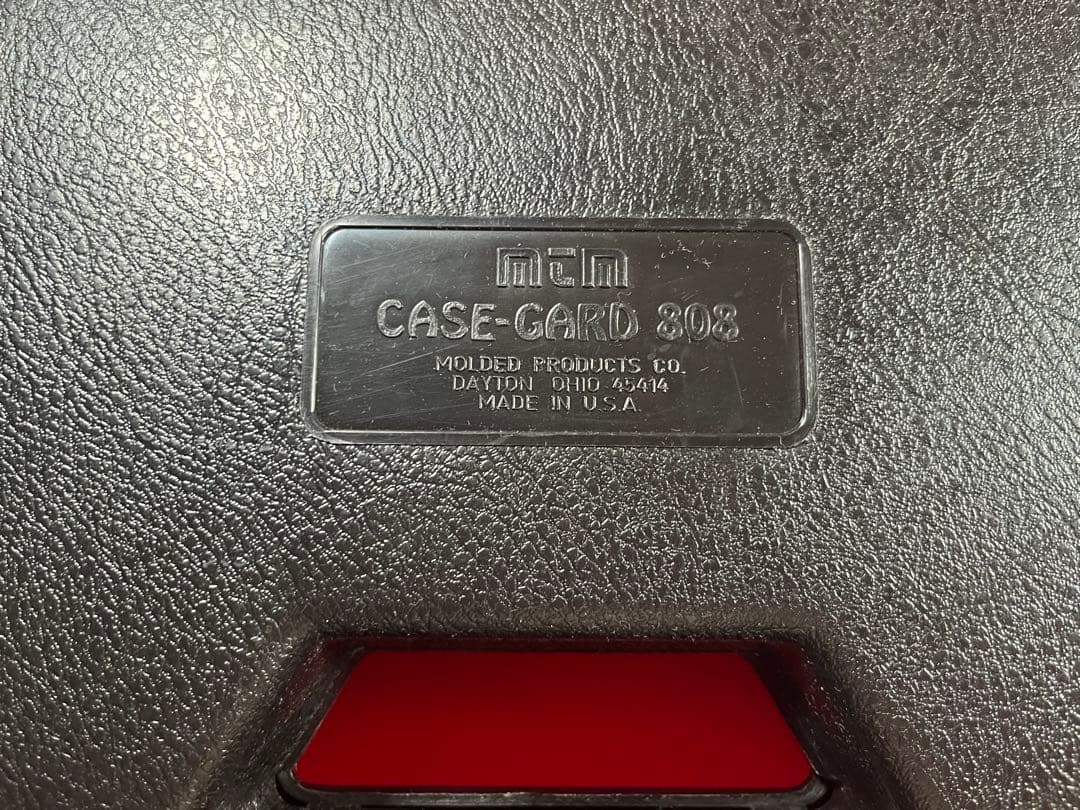 mtm
CASE-GARD 808
MOLDED PRODUCTS CO.
DAYTON OHIO 45414
MADE IN U.S.A.